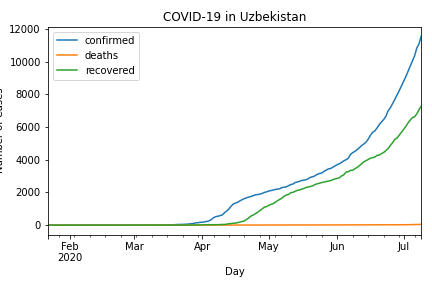 COVID-19 in Uzbekistan
12000
10000
8000
6000
4000
2000
0
confirmed
deaths
recovered
Feb
2020
Mar
Apr
May
Jun
Jul
Day